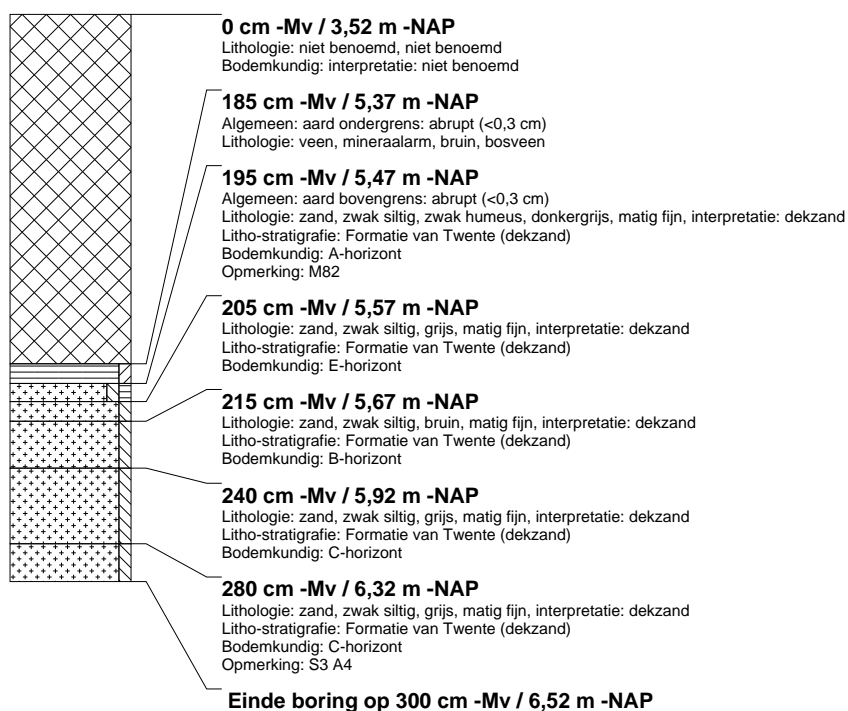 0 cm -Mv / 3,52 m -NAP
Lithologie: niet benoemd, niet benoemd
Bodemkundig: interpretatie: niet benoemd
185 cm -Mv / 5,37 m -NAP
Algemeen: aard ondergrens: abrupt (<0,3 cm)
Lithologie: veen, mineraalarm, bruin, bosveen
195 cm -Mv / 5,47 m -NAP
Algemeen: aard bovengrens: abrupt (<0,3 cm)
Lithologie: zand, zwak siltig, zwak humeus, donkergrijs, matig fijn, interpretatie: dekzand
Litho-stratigrafie: Formatie van Twente (dekzand)
Bodemkundig: A-horizont
Opmerking: M82
205 cm -Mv / 5,57 m -NAP
Lithologie: zand, zwak siltig, grijs, matig fijn, interpretatie: dekzand
Litho-stratigrafie: Formatie van Twente (dekzand)
Bodemkundig: E-horizont
215 cm -Mv / 5,67 m -NAP
Lithologie: zand, zwak siltig, bruin, matig fijn, interpretatie: dekzand
Litho-stratigrafie: Formatie van Twente (dekzand)
Bodemkundig: B-horizont
240 cm -Mv / 5,92 m -NAP
Lithologie: zand, zwak siltig, grijs, matig fijn, interpretatie: dekzand
Litho-stratigrafie: Formatie van Twente (dekzand)
Bodemkundig: C-horizont
280 cm -Mv / 6,32 m -NAP
Lithologie: zand, zwak siltig, grijs, matig fijn, interpretatie: dekzand
Litho-stratigrafie: Formatie van Twente (dekzand)
Bodemkundig: C-horizont
Opmerking: S3 A4
Einde boring op 300 cm -Mv / 6,52 m -NAP